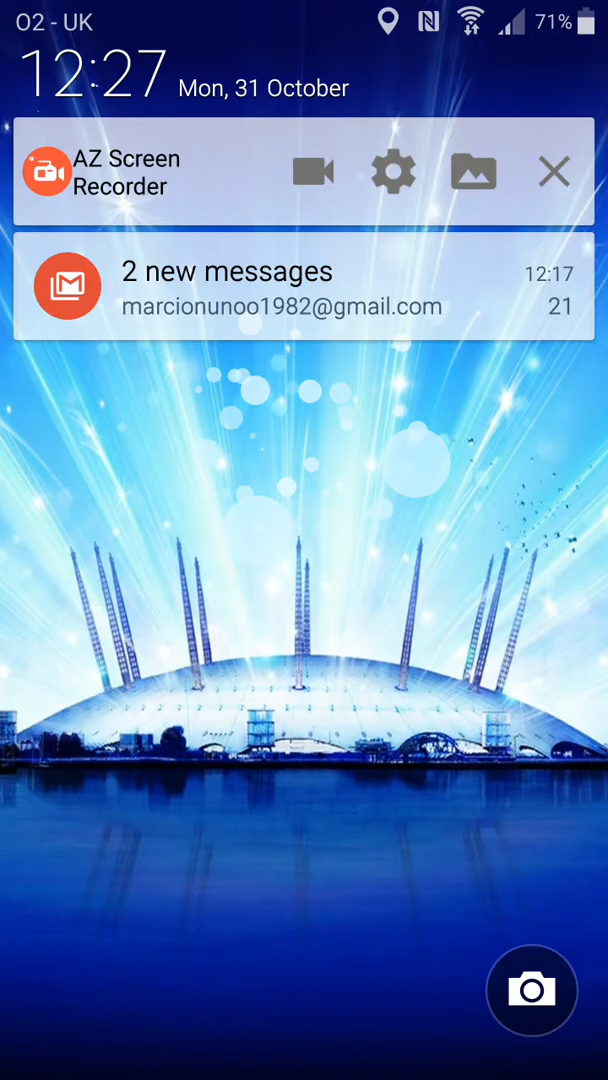 O2 - UK 71%
12:27 Mon, 31 October
AZ Screen
Recorder
2 new messages 12:17
marcionunoo1982@gmail.com 21